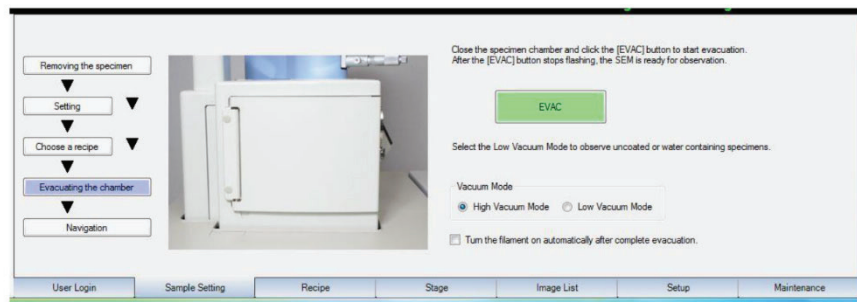 Removing the specimen
Setting
Choose a recipe
Evacuating the chamber
Navigation
Close the specimen chamber and click the [EVAC] button to start evacuation.
After the [EVAC] button stops flashing, the SEM is ready for observation.
EVAC
Select the Low Vacuum Mode to observe uncoated or water containing specimens.
Vacuum Mode
High Vacuum Mode Low Vacuum Mode
Turn the filament on automatically after complete evacuation.
User Login Sample Setting Recipe Stage Image List Setup Maintenance